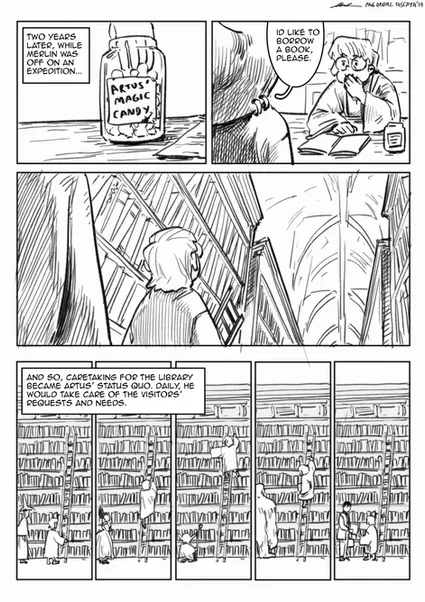 TWO YEARS
LATER, WHILE
MERLIN WAS
OFF ON AN
EXPEDITION...
ARTUS'
MAGIC
CANDY
I'D LIKE TO
BORROW
A BOOK,
PLEASE.
AND SO, CARETAKING FOR THE LIBRARY
BECAME ARTUS' STATUS QUO. DAILY, HE
WOULD TAKE CARE OF THE VISITORS'
REQUESTS AND NEEDS.